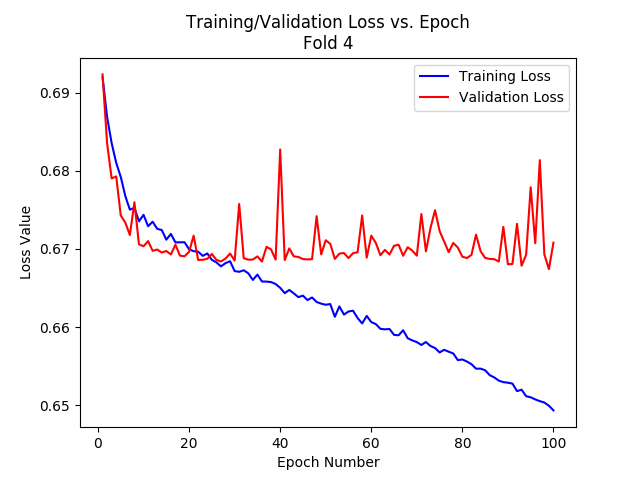 Training/Validation Loss vs. Epoch
Fold 4
Training Loss
Validation Loss
0.69
0.68
0.67
0.66
0.65
Loss Value
0
20
40
60
80
100
Epoch Number